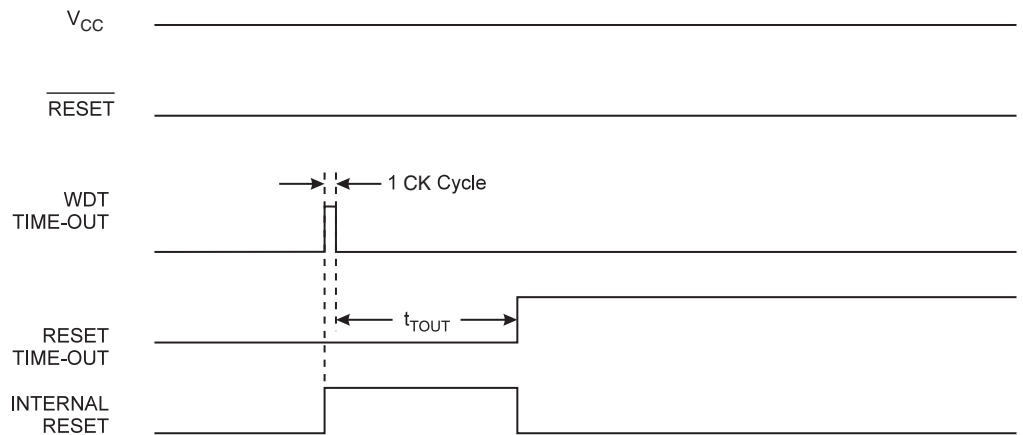 VCC
RESET
1 CK Cycle
WDT
TIME-OUT
tTOUT
RESET
TIME-OUT
INTERNAL
RESET